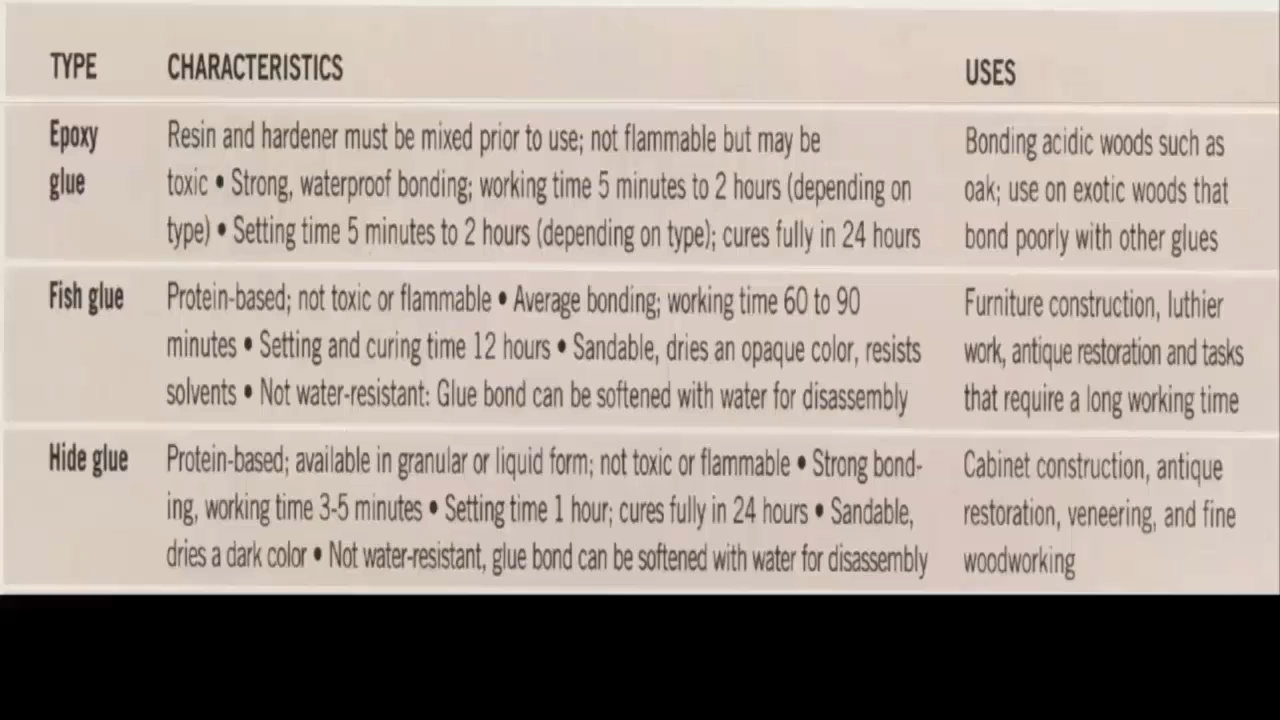 TYPE CHARACTERISTICS USES
Epoxy glue Resin and hardener must be mixed prior to use; not flammable but may be
toxic • Strong, waterproof bonding; working time 5 minutes to 2 hours (depending on
type) • Setting time 5 minutes to 2 hours (depending on type); cures fully in 24 hours
Bonding acidic woods such as
oak; use on exotic woods that
bond poorly with other glues
Fish glue Protein-based; not toxic or flammable • Average bonding; working time 60 to 90
minutes • Setting and curing time 12 hours • Sandable, dries an opaque color, resists
solvents • Not water-resistant: Glue bond can be softened with water for disassembly
Furniture construction, luthier
work, antique restoration and tasks
that require a long working time
Hide glue Protein-based; available in granular or liquid form; not toxic or flammable • Strong bond-
ing, working time 3-5 minutes • Setting time 1 hour; cures fully in 24 hours • Sandable,
dries a dark color • Not water-resistant, glue bond can be softened with water for disassembly
Cabinet construction, antique
restoration, veneering, and fine
woodworking